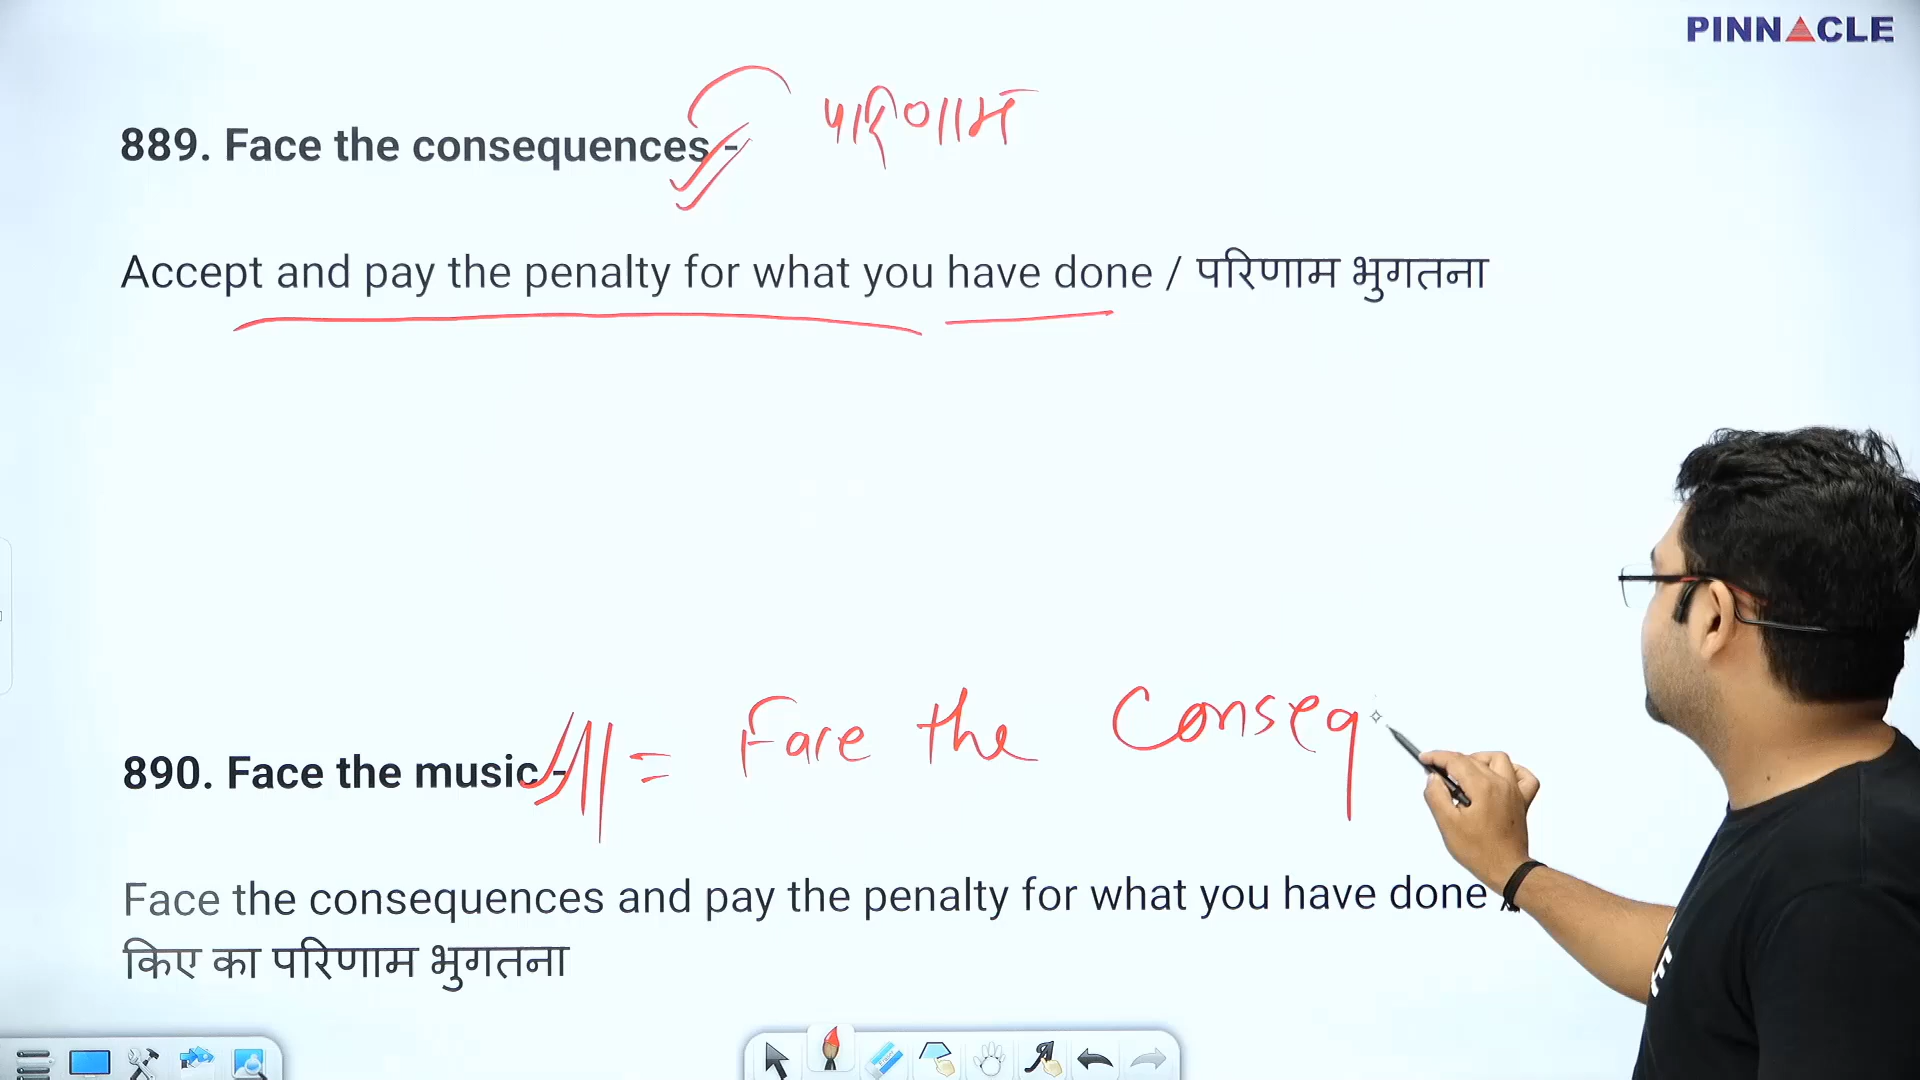 PINNACLE
889. Face the consequences - परिणाम
Accept and pay the penalty for what you have done / परिणाम भुगतना
890. Face the music - = Face the Conseq
Face the consequences and pay the penalty for what you have done /
किए का परिणाम भुगतना